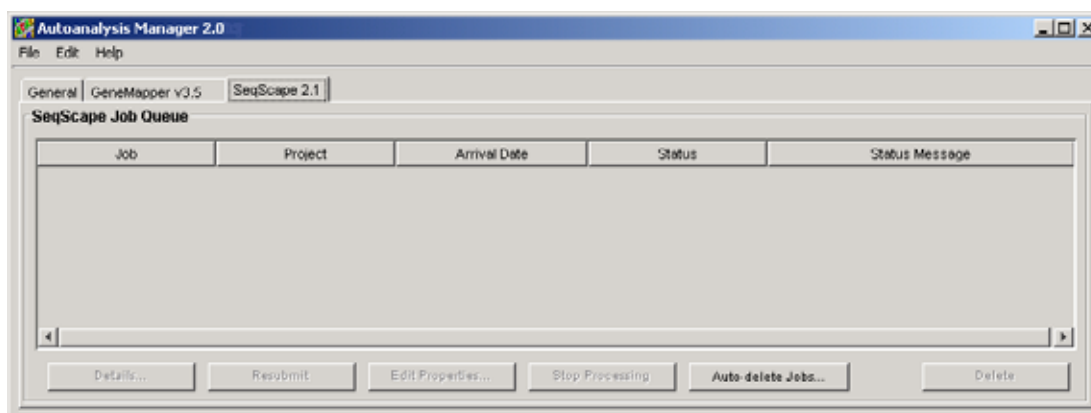 Autoanalysis Manager 2.0
File Edit Help
General GeneMapper v3.5 SeqScape 2.1
SeqScape Job Queue
Job Project Arrival Date Status Status Message
Details... Resubmit Edit Properties... Stop Processing Auto-delete Jobs... Delete